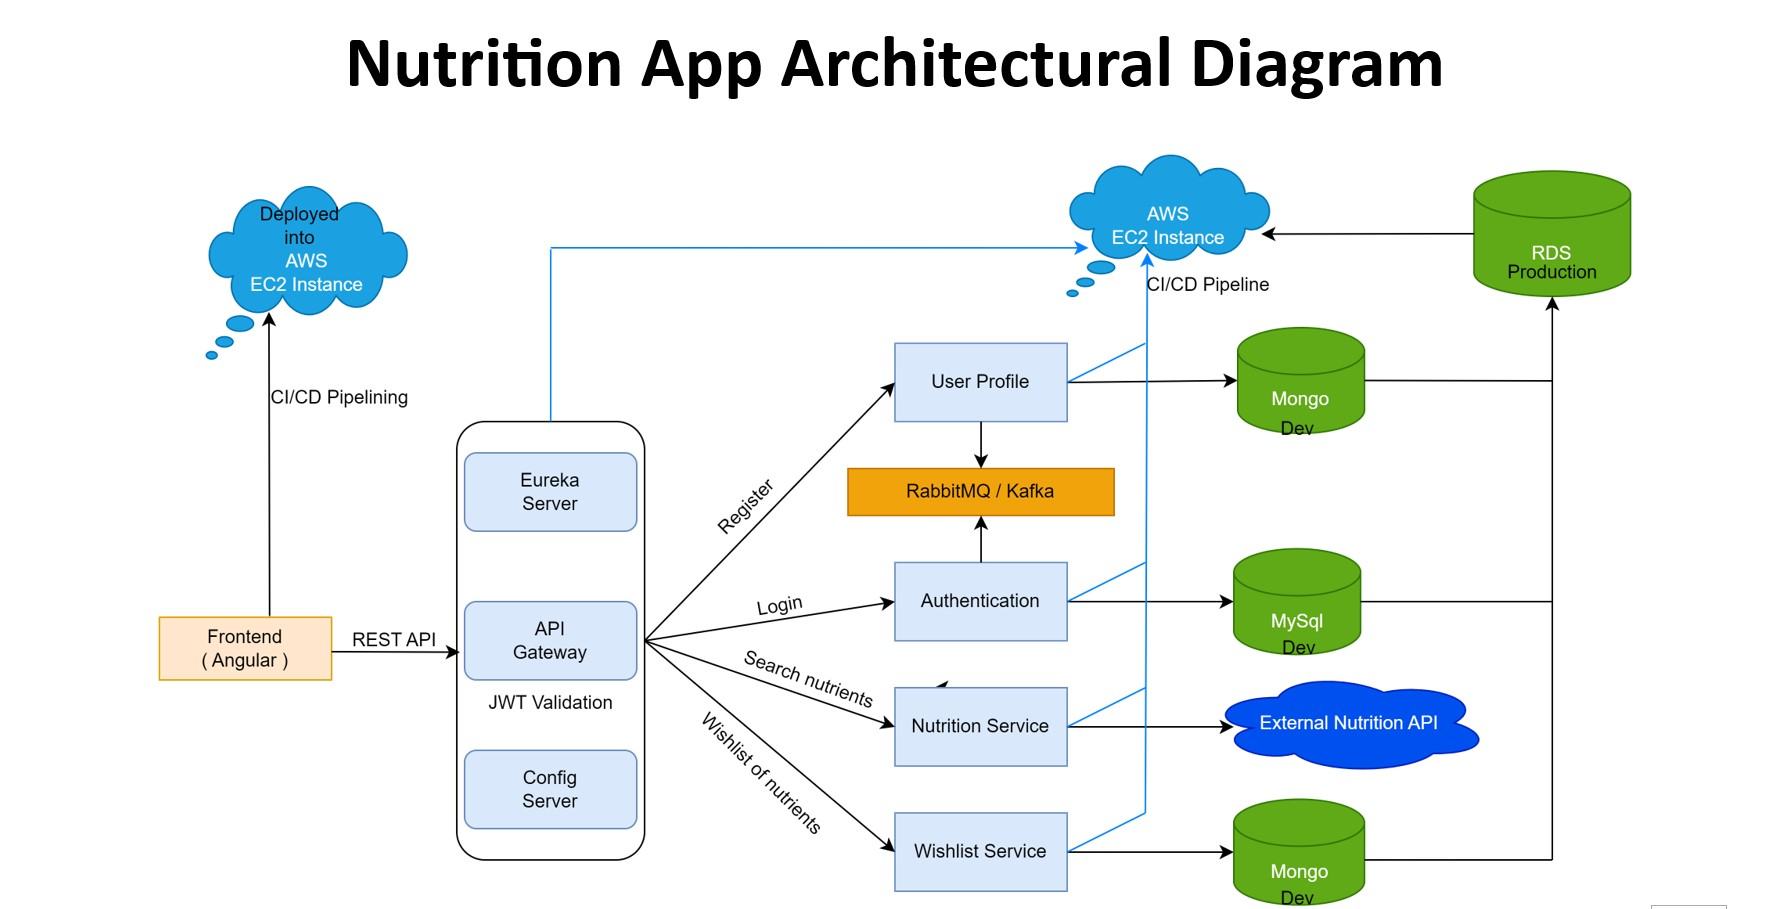 Nutrition App Architectural Diagram
Deployed
into
AWS
EC2 Instance
AWS
EC2 Instance
RDS
Production
CI/CD Pipeline
CI/CD Pipelining
User Profile
Mongo
Dev
Eureka
Server
Register
RabbitMQ / Kafka
Frontend
( Angular )
REST API
API
Gateway
JWT Validation
Login
Authentication
MySql
Dev
Search nutrients
Nutrition Service
External Nutrition API
Wishlist of nutrients
Config
Server
Wishlist Service
Mongo
Dev